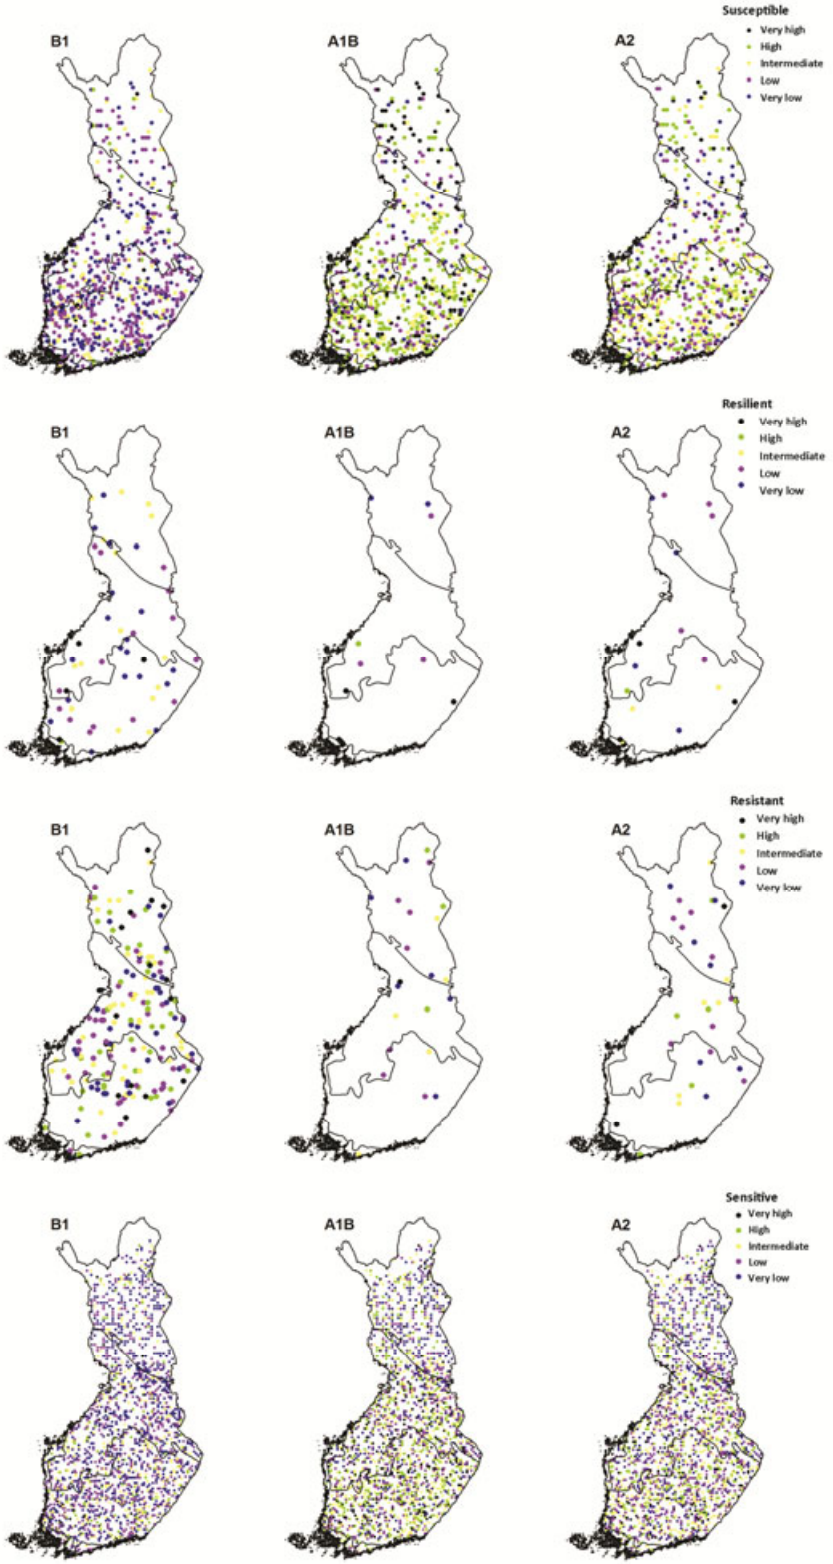 Susceptible
B1
A1B
A2
Very high
High
Intermediate
Low
Very low
Resilient
B1
A1B
A2
Very high
High
Intermediate
Low
Very low
Resistant
B1
A1B
A2
Very high
High
Intermediate
Low
Very low
Sensitive
B1
A1B
A2
Very high
High
Intermediate
Low
Very low